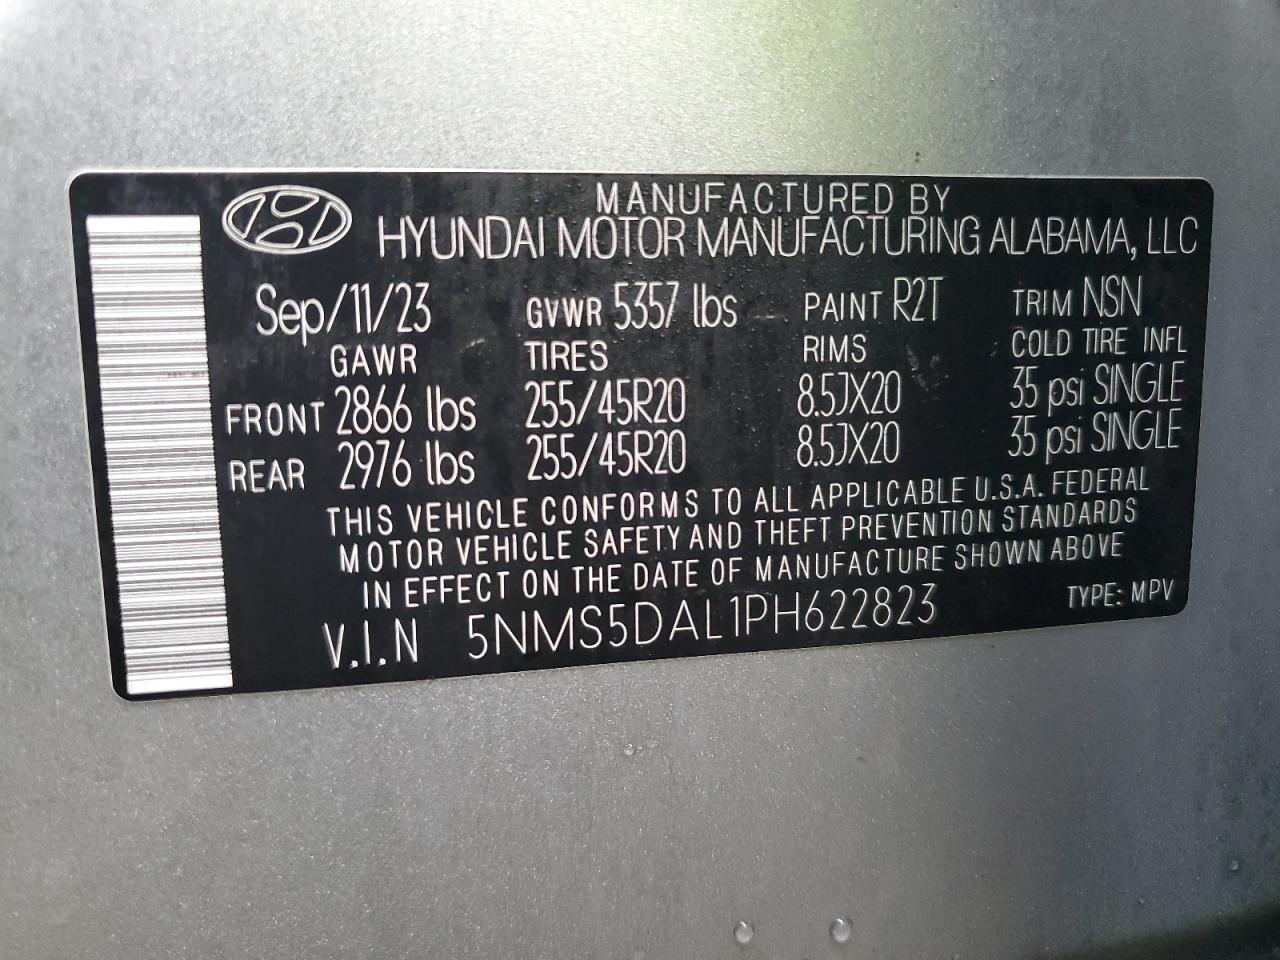 MANUFACTURED BY
HYUNDAI MOTOR MANUFACTURING ALABAMA, LLC
Sep/11/23 GVWR 5357 lbs PAINT R2T TRIM NSN
GAWR TIRES RIMS COLD TIRE INFL
FRONT 2866 lbs 255/45R20 8.5JX20 35 psi SINGLE
REAR 2976 lbs 255/45R20 8.5JX20 35 psi SINGLE
THIS VEHICLE CONFORMS TO ALL APPLICABLE U.S.A. FEDERAL
MOTOR VEHICLE SAFETY AND THEFT PREVENTION STANDARDS
IN EFFECT ON THE DATE OF MANUFACTURE SHOWN ABOVE
V.I.N 5NMS5DAL1PH622823 TYPE: MPV